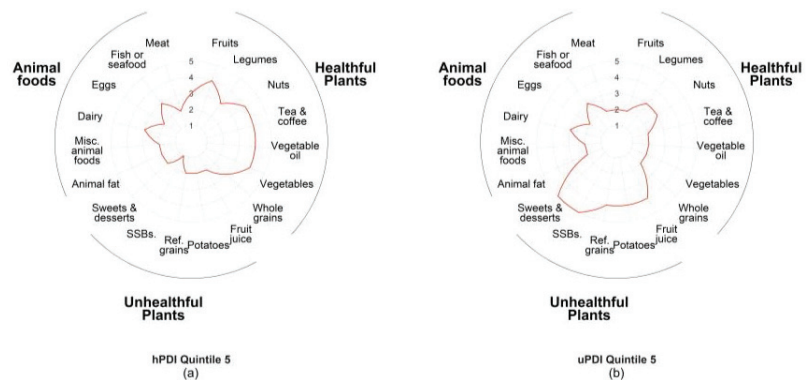 Animal
foods
Meat
Fish or
seafood
Eggs
Dairy
Misc.
animal
foods
Animal fat
Sweets &
desserts
SSBs.
Ref.
grains
Potatoes
Fruit
juice
Whole
grains
Vegetables
Vegetable
oil
Tea &
coffee
Nuts
Legumes
Fruits
5
4
3
2
1
Healthful
Plants
Unhealthful
Plants
hPDI Quintile 5
(a)
Animal
foods
Meat
Fish or
seafood
Eggs
Dairy
Misc.
animal
foods
Animal fat
Sweets &
desserts
SSBs.
Ref.
grains
Potatoes
Fruit
juice
Whole
grains
Vegetables
Vegetable
oil
Tea &
coffee
Nuts
Legumes
Fruits
5
4
3
2
1
Healthful
Plants
Unhealthful
Plants
uPDI Quintile 5
(b)